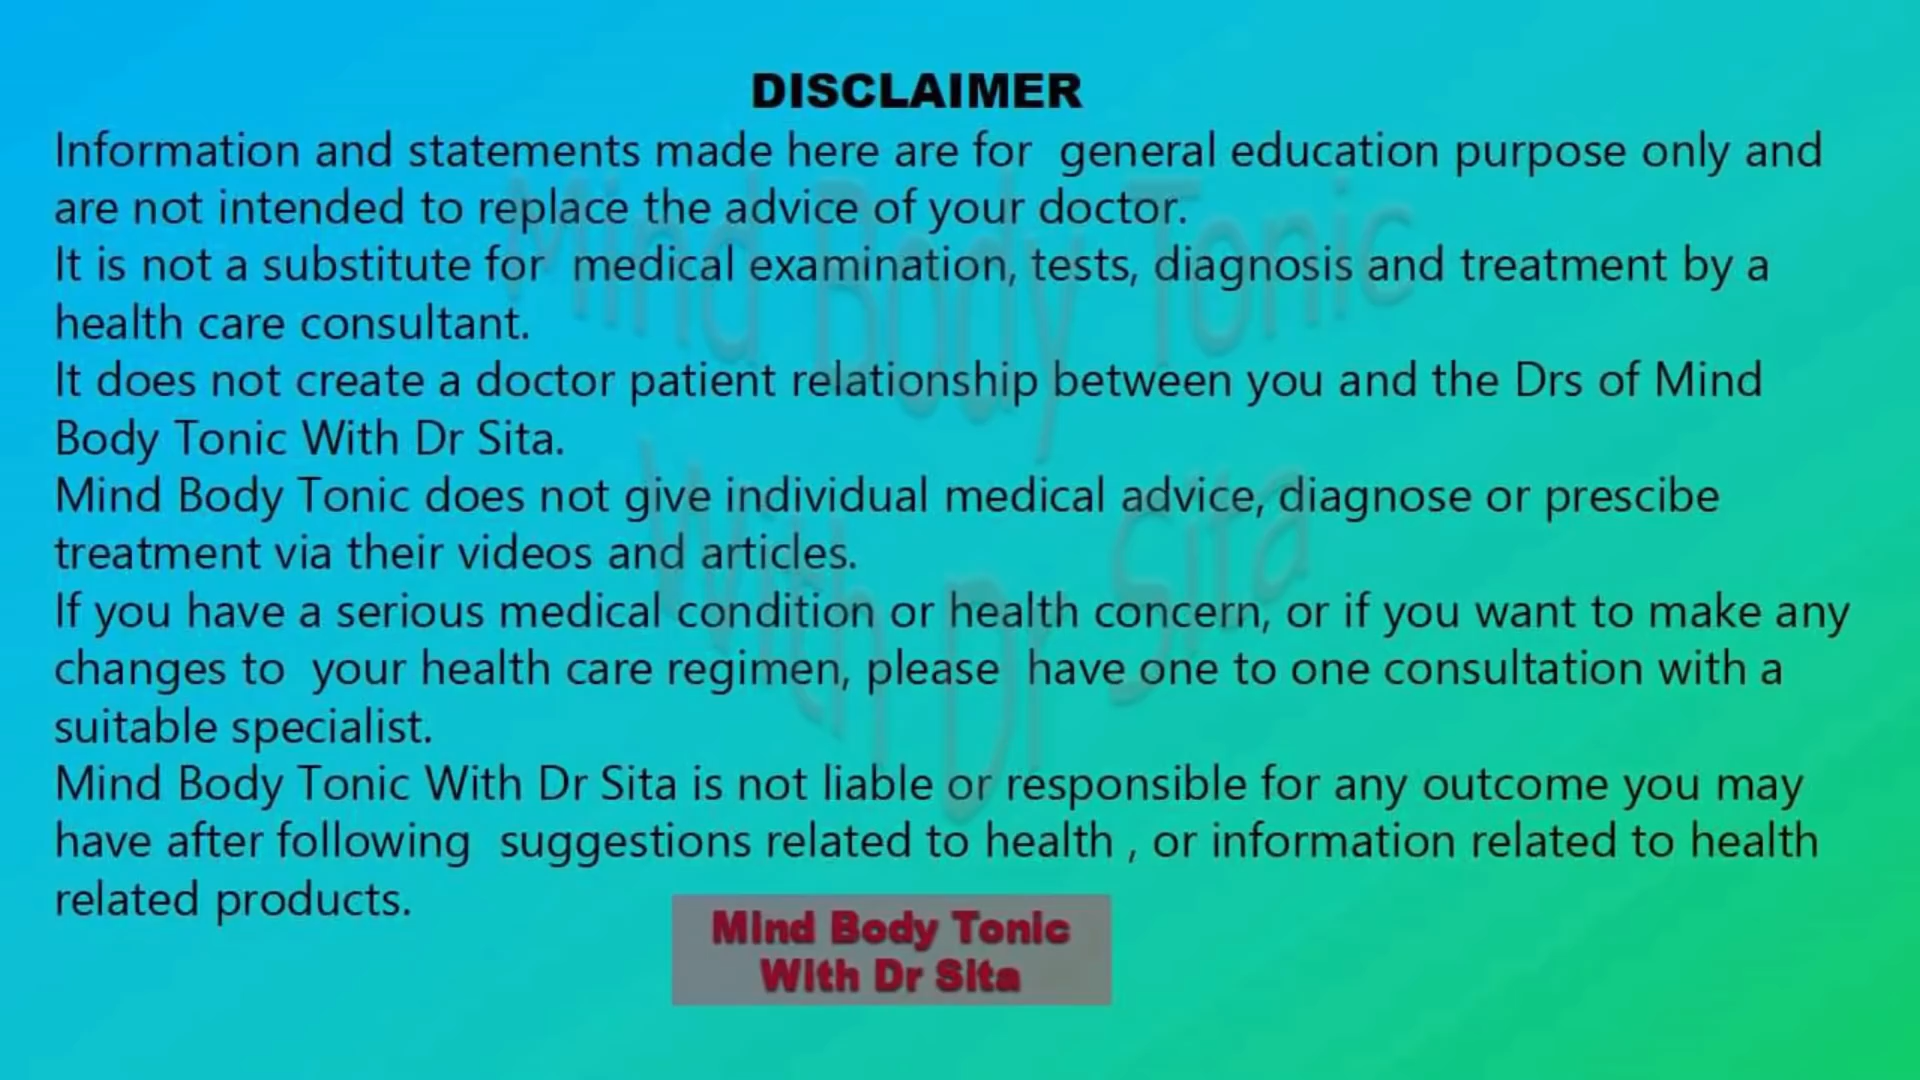 DISCLAIMER
Information and statements made here are for general education purpose only and
are not intended to replace the advice of your doctor.
It is not a substitute for medical examination, tests, diagnosis and treatment by a
health care consultant.
It does not create a doctor patient relationship between you and the Drs of Mind
Body Tonic With Dr Sita.
Mind Body Tonic does not give individual medical advice, diagnose or prescibe
treatment via their videos and articles.
If you have a serious medical condition or health concern, or if you want to make any
changes to your health care regimen, please have one to one consultation with a
suitable specialist.
Mind Body Tonic With Dr Sita is not liable or responsible for any outcome you may
have after following suggestions related to health , or information related to health
related products.
Mind Body Tonic
With Dr Sita
Mind Body Tonic
With Dr Sita